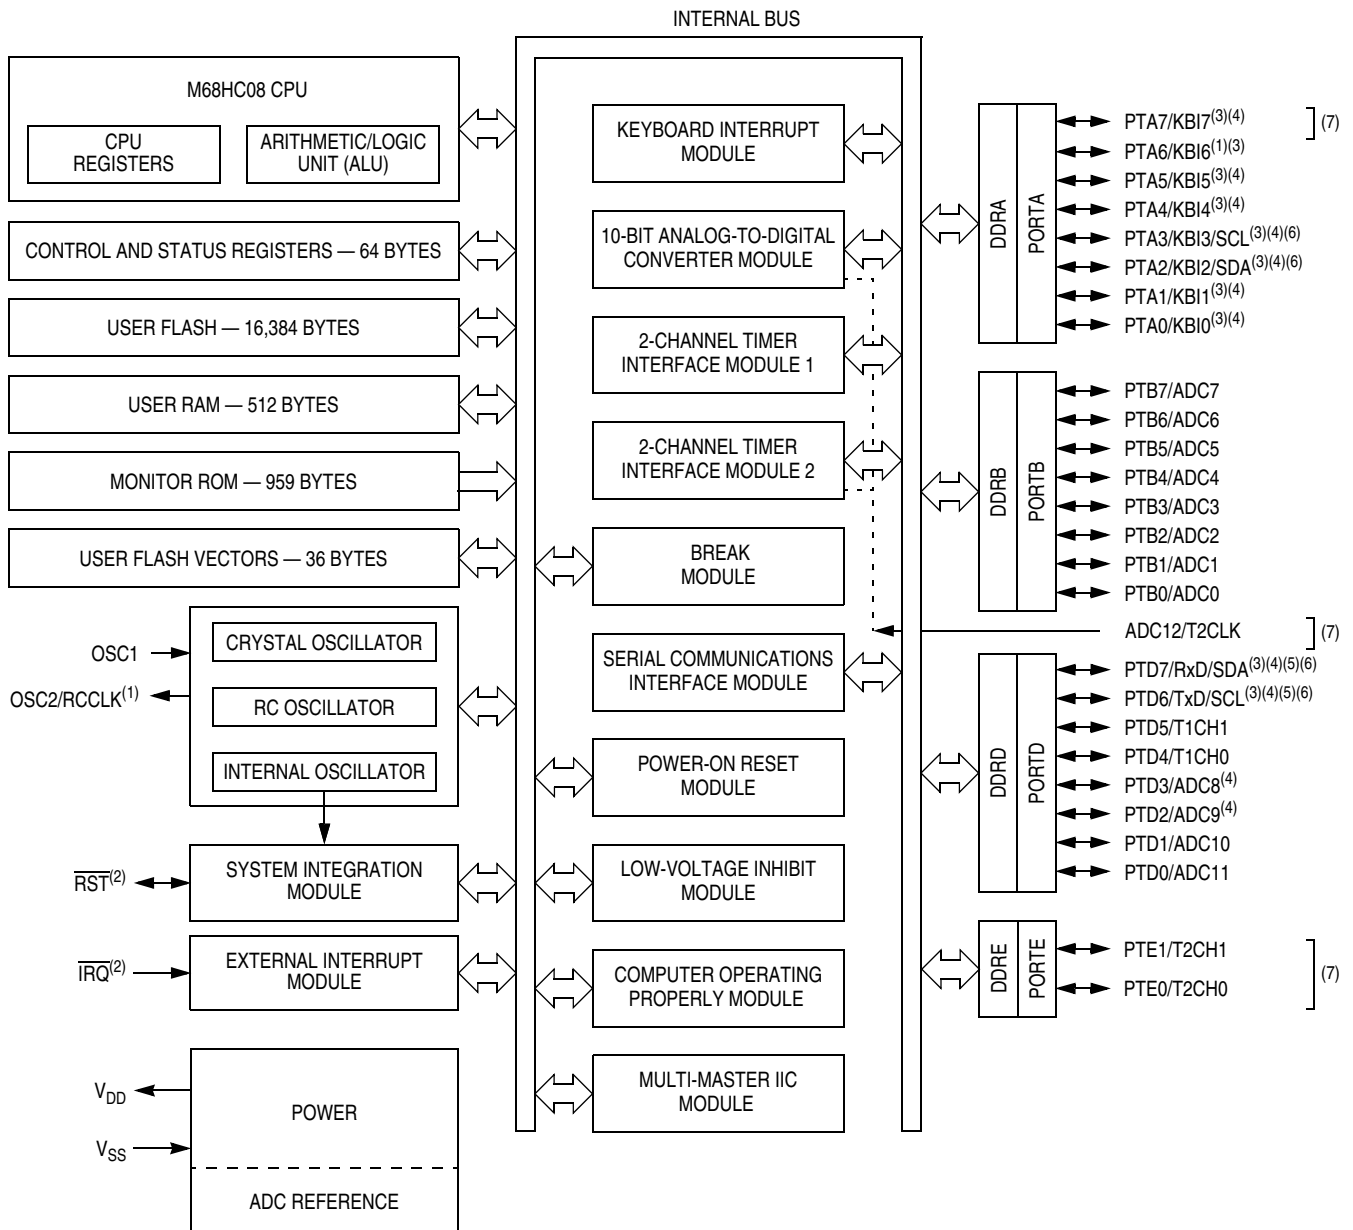 INTERNAL BUS
M68HC08 CPU
CPU
REGISTERS
ARITHMETIC/LOGIC
UNIT (ALU)
CONTROL AND STATUS REGISTERS — 64 BYTES
USER FLASH — 16,384 BYTES
USER RAM — 512 BYTES
MONITOR ROM — 959 BYTES
USER FLASH VECTORS — 36 BYTES
OSC1
OSC2/RCCLK(1)
CRYSTAL OSCILLATOR
RC OSCILLATOR
INTERNAL OSCILLATOR
RST(2)
SYSTEM INTEGRATION
MODULE
IRQ(2)
EXTERNAL INTERRUPT
MODULE
VDD
VSS
POWER
ADC REFERENCE
KEYBOARD INTERRUPT
MODULE
10-BIT ANALOG-TO-DIGITAL
CONVERTER MODULE
2-CHANNEL TIMER
INTERFACE MODULE 1
2-CHANNEL TIMER
INTERFACE MODULE 2
BREAK
MODULE
SERIAL COMMUNICATIONS
INTERFACE MODULE
POWER-ON RESET
MODULE
LOW-VOLTAGE INHIBIT
MODULE
COMPUTER OPERATING
PROPERLY MODULE
MULTI-MASTER IIC
MODULE
DDRA
PORTA
PTA7/KBI7(3)(4)
(7)
PTA6/KBI6(1)(3)
PTA5/KBI5(3)(4)
PTA4/KBI4(3)(4)
PTA3/KBI3/SCL(3)(4)(6)
PTA2/KBI2/SDA(3)(4)(6)
PTA1/KBI1(3)(4)
PTA0/KBI0(3)(4)
DDRB
PORTB
PTB7/ADC7
PTB6/ADC6
PTB5/ADC5
PTB4/ADC4
PTB3/ADC3
PTB2/ADC2
PTB1/ADC1
PTB0/ADC0
ADC12/T2CLK
(7)
DDRD
PORTD
PTD7/RxD/SDA(3)(4)(5)(6)
PTD6/TxD/SCL(3)(4)(5)(6)
PTD5/T1CH1
PTD4/T1CH0
PTD3/ADC8(4)
PTD2/ADC9(4)
PTD1/ADC10
PTD0/ADC11
DDRE
PORTE
PTE1/T2CH1
PTE0/T2CH0
(7)